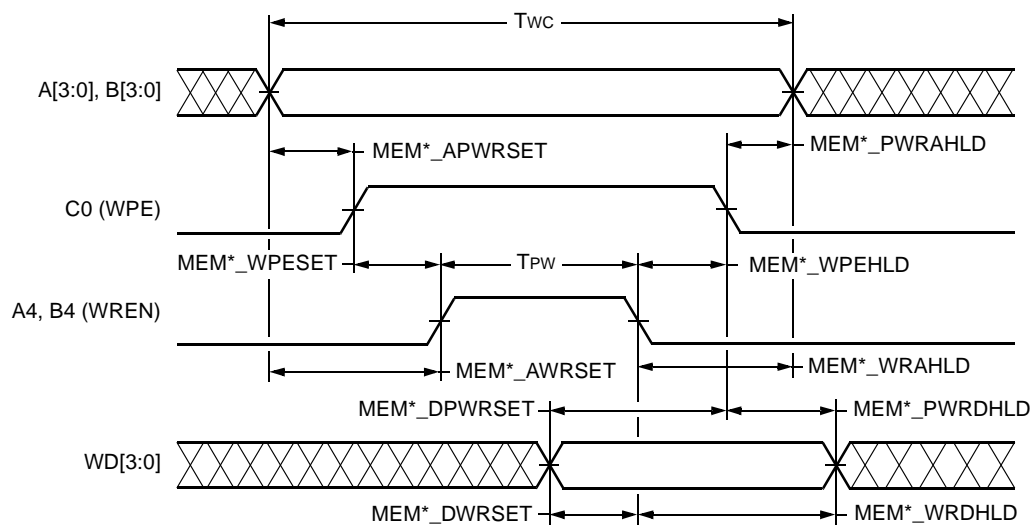 TWC
A[3:0], B[3:0]
MEM*_APWRSET
MEM*_PWRAHLD
C0 (WPE)
MEM*_WPESET
TPW
MEM*_WPEHLD
A4, B4 (WREN)
MEM*_AWRSET
MEM*_WRAHLD
MEM*_DPWRSET
MEM*_PWRDHLD
WD[3:0]
MEM*_DWRSET
MEM*_WRDHLD